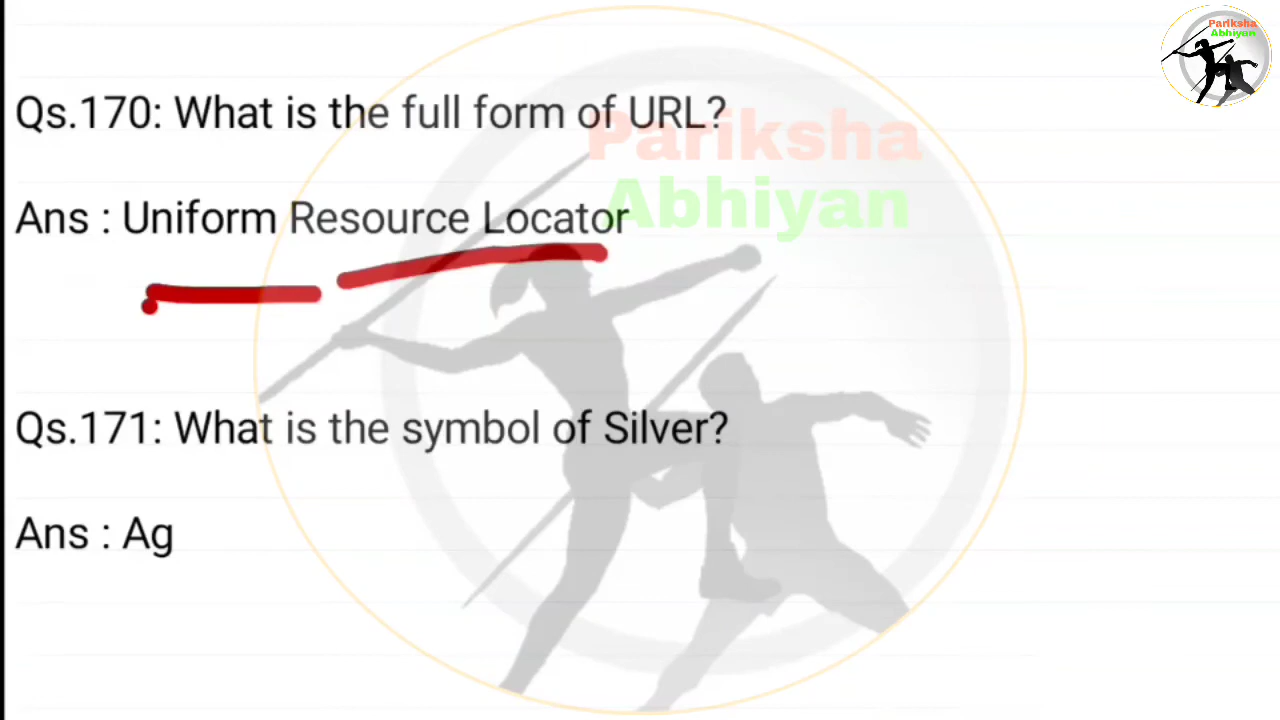 Pariksha
Abhiyan
Qs.170: What is the full form of URL?
Pariksha
Ans : Uniform Resource Locator
Abhiyan
Qs.171: What is the symbol of Silver?
Ans : Ag